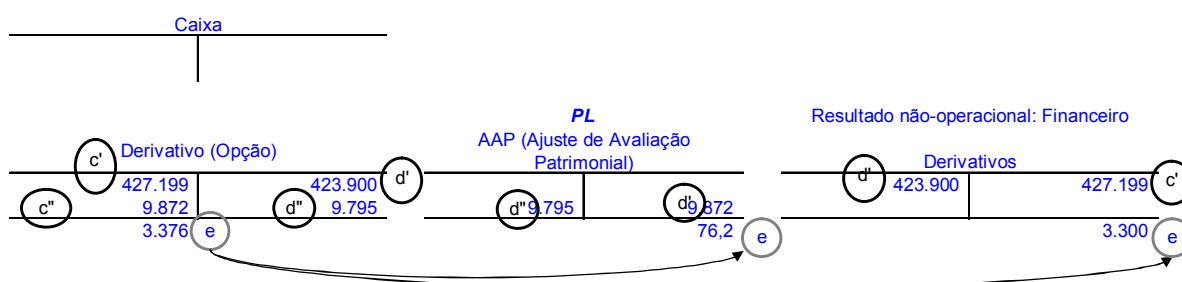 Caixa
PL
AAP (Ajuste de Avaliação
Patrimonial)
Resultado não-operacional: Financeiro
c' Derivativo (Opção) d'
d' Derivativos c'
427.199 423.900
423.900 427.199
c" 9.872 d" 9.795
d" 9.795 d' 9.872
3.376 e
76,2 e
3.300 e